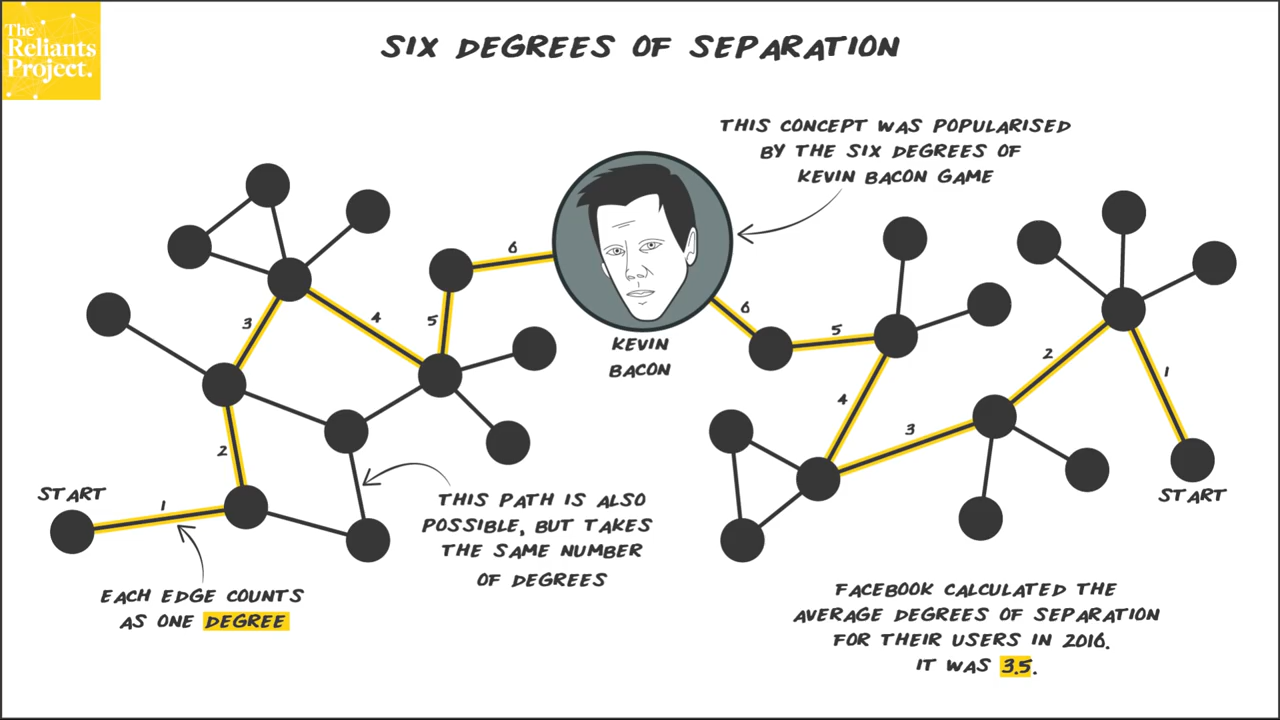 The
Reliants
Project.
SIX DEGREES OF SEPARATION
THIS CONCEPT WAS POPULARISED
BY THE SIX DEGREES OF
KEVIN BACON GAME
6
5
4
3
2
1
START
KEVIN
BACON
6
5
4
3
2
1
START
EACH EDGE COUNTS
AS ONE DEGREE
THIS PATH IS ALSO
POSSIBLE, BUT TAKES
THE SAME NUMBER
OF DEGREES
FACEBOOK CALCULATED THE
AVERAGE DEGREES OF SEPARATION
FOR THEIR USERS IN 2016.
IT WAS 3.5.